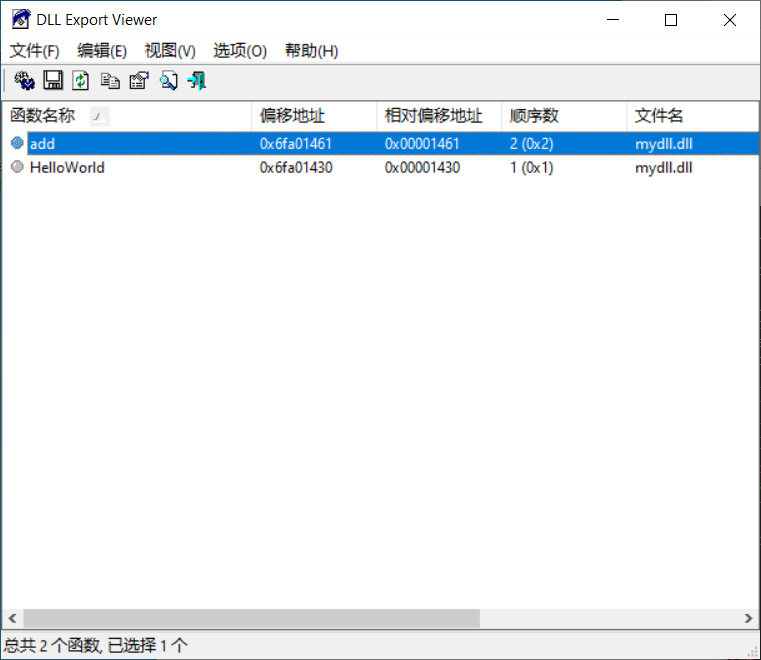 DLL Export Viewer
文件(F) 编辑(E) 视图(V) 选项(O) 帮助(H)
函数名称 偏移地址 相对偏移地址 顺序数 文件名
add 0x6fa01461 0x00001461 2 (0x2) mydll.dll
HelloWorld 0x6fa01430 0x00001430 1 (0x1) mydll.dll
总共 2 个函数, 已选择 1 个